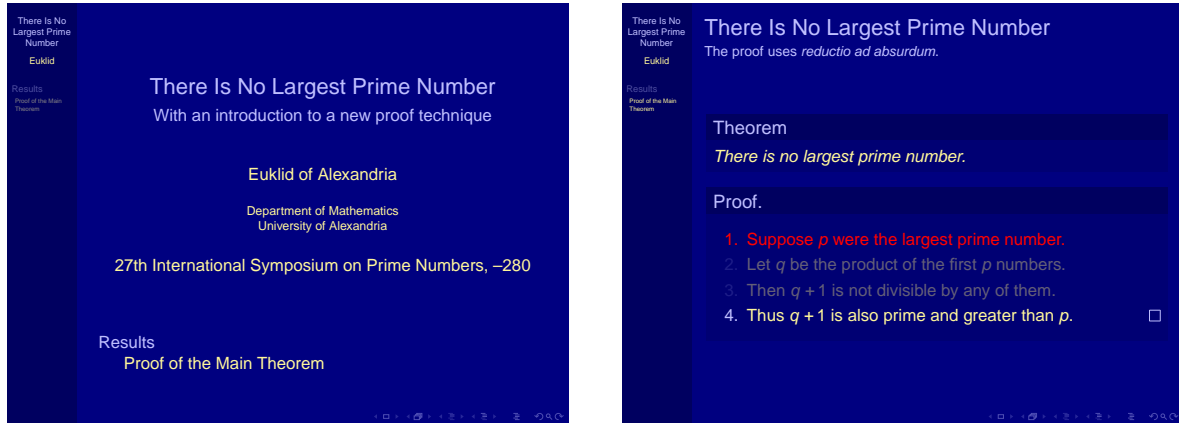 There Is No
Largest Prime
Number
Euklid
Results
Proof of the Main
Theorem
There Is No Largest Prime Number
With an introduction to a new proof technique
Euklid of Alexandria
Department of Mathematics
University of Alexandria
27th International Symposium on Prime Numbers, –280
Results
Proof of the Main Theorem
There Is No
Largest Prime
Number
Euklid
Results
Proof of the Main
Theorem
There Is No Largest Prime Number
The proof uses reductio ad absurdum.
Theorem
There is no largest prime number.
Proof.
1. Suppose p were the largest prime number.
2. Let q be the product of the first p numbers.
3. Then q + 1 is not divisible by any of them.
4. Thus q + 1 is also prime and greater than p. □